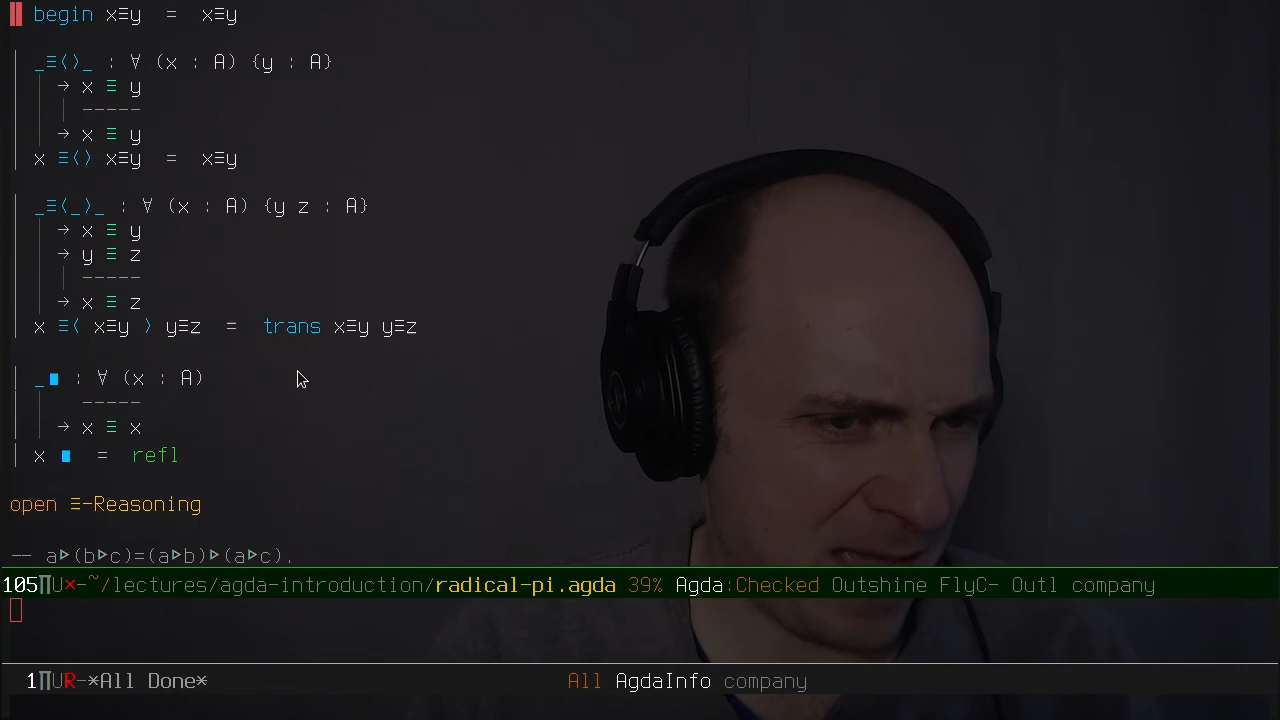 begin x≡y  =  x≡y
_≡⟨⟩_ : ∀ (x : A) {y : A}
→ x ≡ y
-----
→ x ≡ y
x ≡⟨⟩ x≡y  =  x≡y
_≡⟨_⟩_ : ∀ (x : A) {y z : A}
→ x ≡ y
→ y ≡ z
-----
→ x ≡ z
x ≡⟨ x≡y ⟩ y≡z  =  trans x≡y y≡z
_∎ : ∀ (x : A)
-----
→ x ≡ x
x ∎  =  refl
open ≡-Reasoning
-- a▹(b▹c)=(a▹b)▹(a▹c).
105∏U×-~/lectures/agda-introduction/radical-pi.agda 39% Agda:Checked Outshine FlyC- Outl company
1∏UR-*All Done* All AgdaInfo company